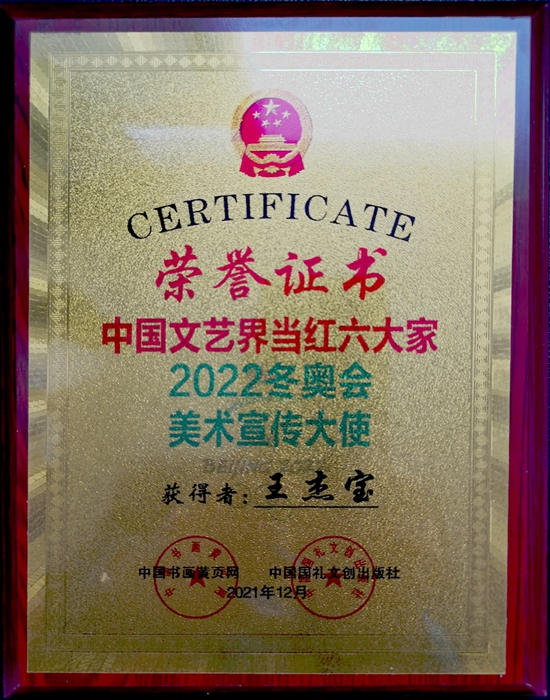 CERTIFICATE
荣誉证书
中国文艺界当红六大家
2022冬奥会
美术宣传大使
获得者：王杰宝
中国书画黄页网 中国国礼文创出版社
2021年12月